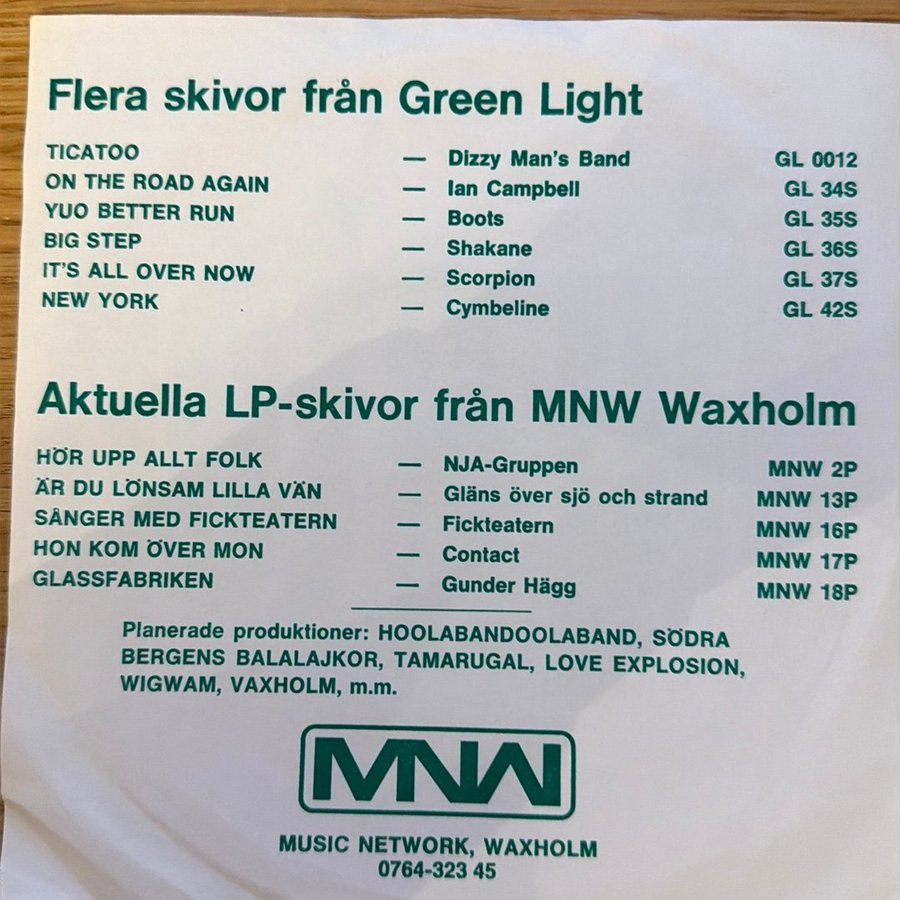 Flera skivor från Green Light
TICATOO — Dizzy Man's Band GL 0012
ON THE ROAD AGAIN — Ian Campbell GL 34S
YUO BETTER RUN — Boots GL 35S
BIG STEP — Shakane GL 36S
IT'S ALL OVER NOW — Scorpion GL 37S
NEW YORK — Cymbeline GL 42S
Aktuella LP-skivor från MNW Waxholm
HÖR UPP ALLT FOLK — NJA-Gruppen MNW 2P
ÄR DU LÖNSAM LILLA VÄN — Gläns över sjö och strand MNW 13P
SÅNGER MED FICKTEATERN — Fickteatern MNW 16P
HON KOM ÖVER MON — Contact MNW 17P
GLASSFABRIKEN — Gunder Hägg MNW 18P
Planerade produktioner: HOOLABANDOOLABAND, SÖDRA
BERGENS BALALAJKOR, TAMARUGAL, LOVE EXPLOSION,
WIGWAM, VAXHOLM, m.m.
MNW
MUSIC NETWORK, WAXHOLM
0764-323 45